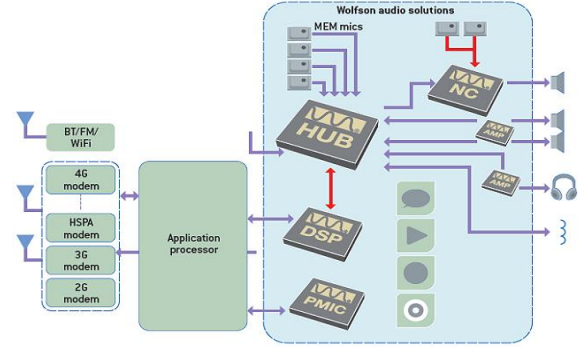 Wolfson audio solutions
MEM mics
NC
HUB
AMP
AMP
BT/FM/
WiFi
4G
modem
HSPA
modem
3G
modem
2G
modem
Application
processor
DSP
PMIC